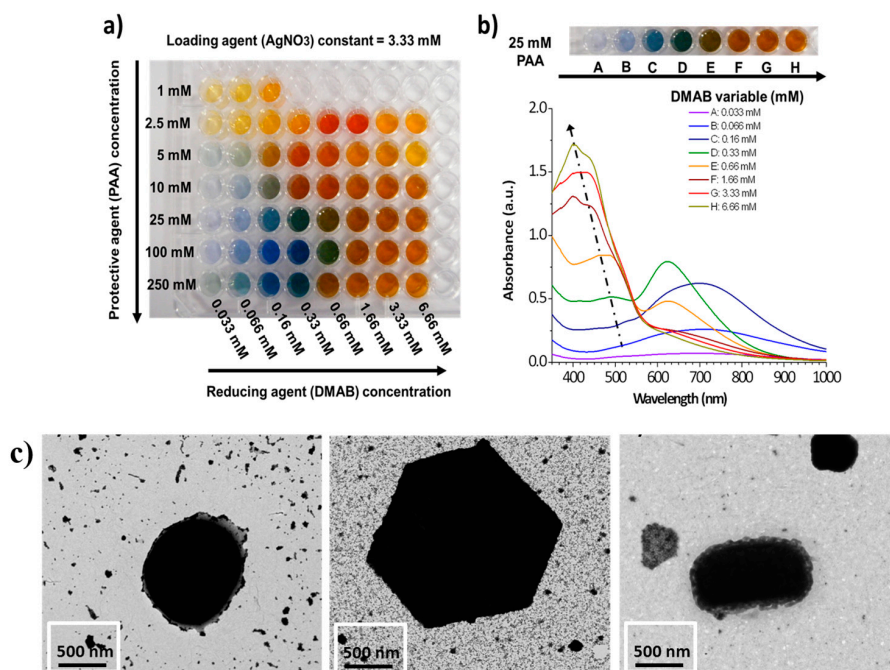 a)
Loading agent (AgNO3) constant = 3.33 mM
Protective agent (PAA) concentration
1 mM
2.5 mM
5 mM
10 mM
25 mM
100 mM
250 mM
0.033 mM
0.066 mM
0.16 mM
0.33 mM
0.66 mM
1.66 mM
3.33 mM
6.66 mM
Reducing agent (DMAB) concentration
b)
25 mM
PAA
A B C D E F G H
DMAB variable (mM)
A: 0.033 mM
B: 0.066 mM
C: 0.16 mM
D: 0.33 mM
E: 0.66 mM
F: 1.66 mM
G: 3.33 mM
H: 6.66 mM
Absorbance (a.u.)
2.0
1.5
1.0
0.5
0.0
400 500 600 700 800 900 1000
Wavelength (nm)
c)
500 nm
500 nm
500 nm